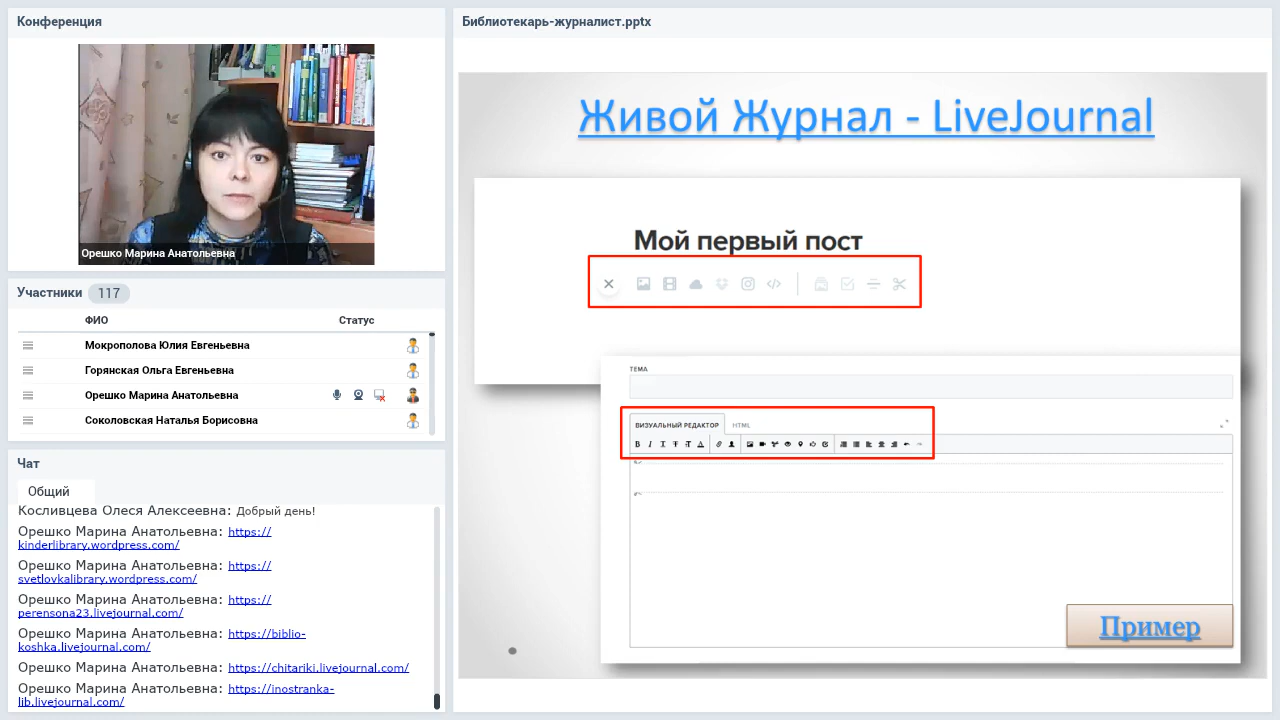 Конференция
Орешко Марина Анатольевна
Участники 117
ФИО Статус
Мокрополова Юлия Евгеньевна
Горянская Ольга Евгеньевна
Орешко Марина Анатольевна
Соколовская Наталья Борисовна
Чат
Общий
Косливцева Олеся Алексеевна: Добрый день!
Орешко Марина Анатольевна: https://
kinderlibrary.wordpress.com/
Орешко Марина Анатольевна: https://
svetlovkalibrary.wordpress.com/
Орешко Марина Анатольевна: https://
perensona23.livejournal.com/
Орешко Марина Анатольевна: https://biblio-
koshka.livejournal.com/
Орешко Марина Анатольевна: https://chitariki.livejournal.com/
Орешко Марина Анатольевна: https://inostranka-
lib.livejournal.com/
Библиотекарь-журналист.pptx
Живой Журнал - LiveJournal
Мой первый пост
ТЕМА
ВИЗУАЛЬНЫЙ РЕДАКТОР HTML
Пример